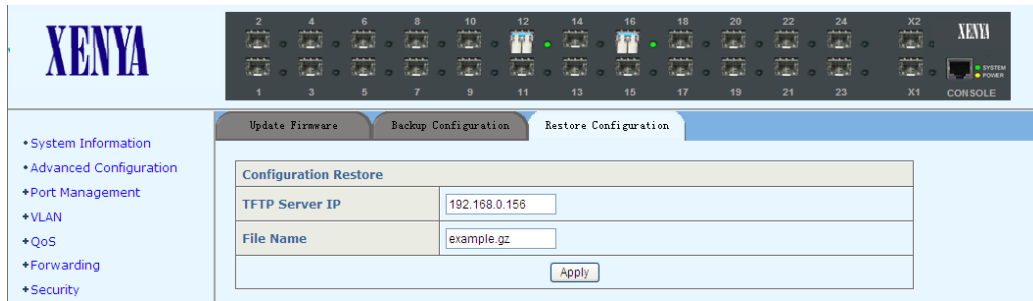 XENYA
2 4 6 8 10 12 14 16 18 20 22 24 X2
XENYA
SYSTEM
POWER
1 3 5 7 9 11 13 15 17 19 21 23 X1 CONSOLE
Update Firmware Backup Configuration Restore Configuration
System Information
Advanced Configuration
Port Management
VLAN
QoS
Forwarding
Security
Configuration Restore
TFTP Server IP 192.168.0.156
File Name example.gz
Apply